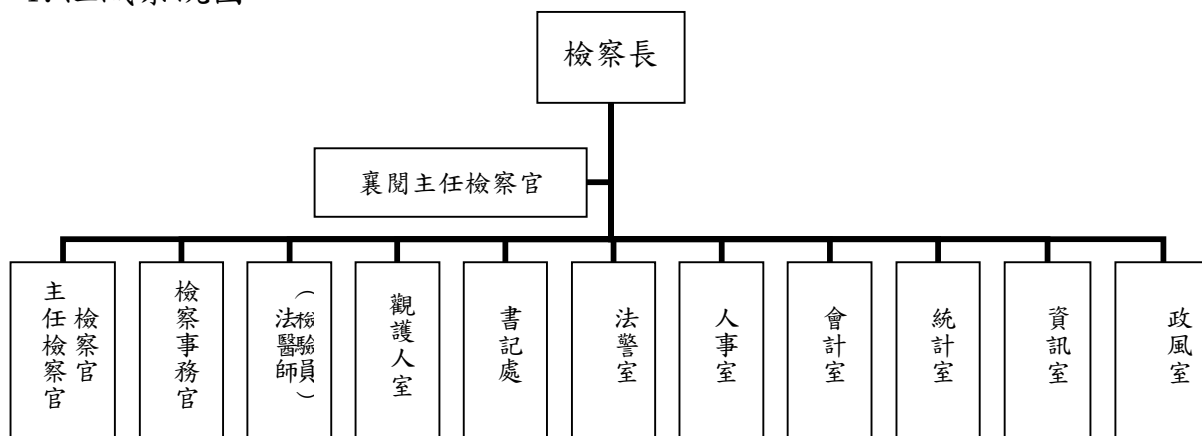 檢察長
襄閱主任檢察官
主任檢察官
檢察官
檢察事務官
法醫師
（檢驗員）
觀護人室
書記處
法警室
人事室
會計室
統計室
資訊室
政風室